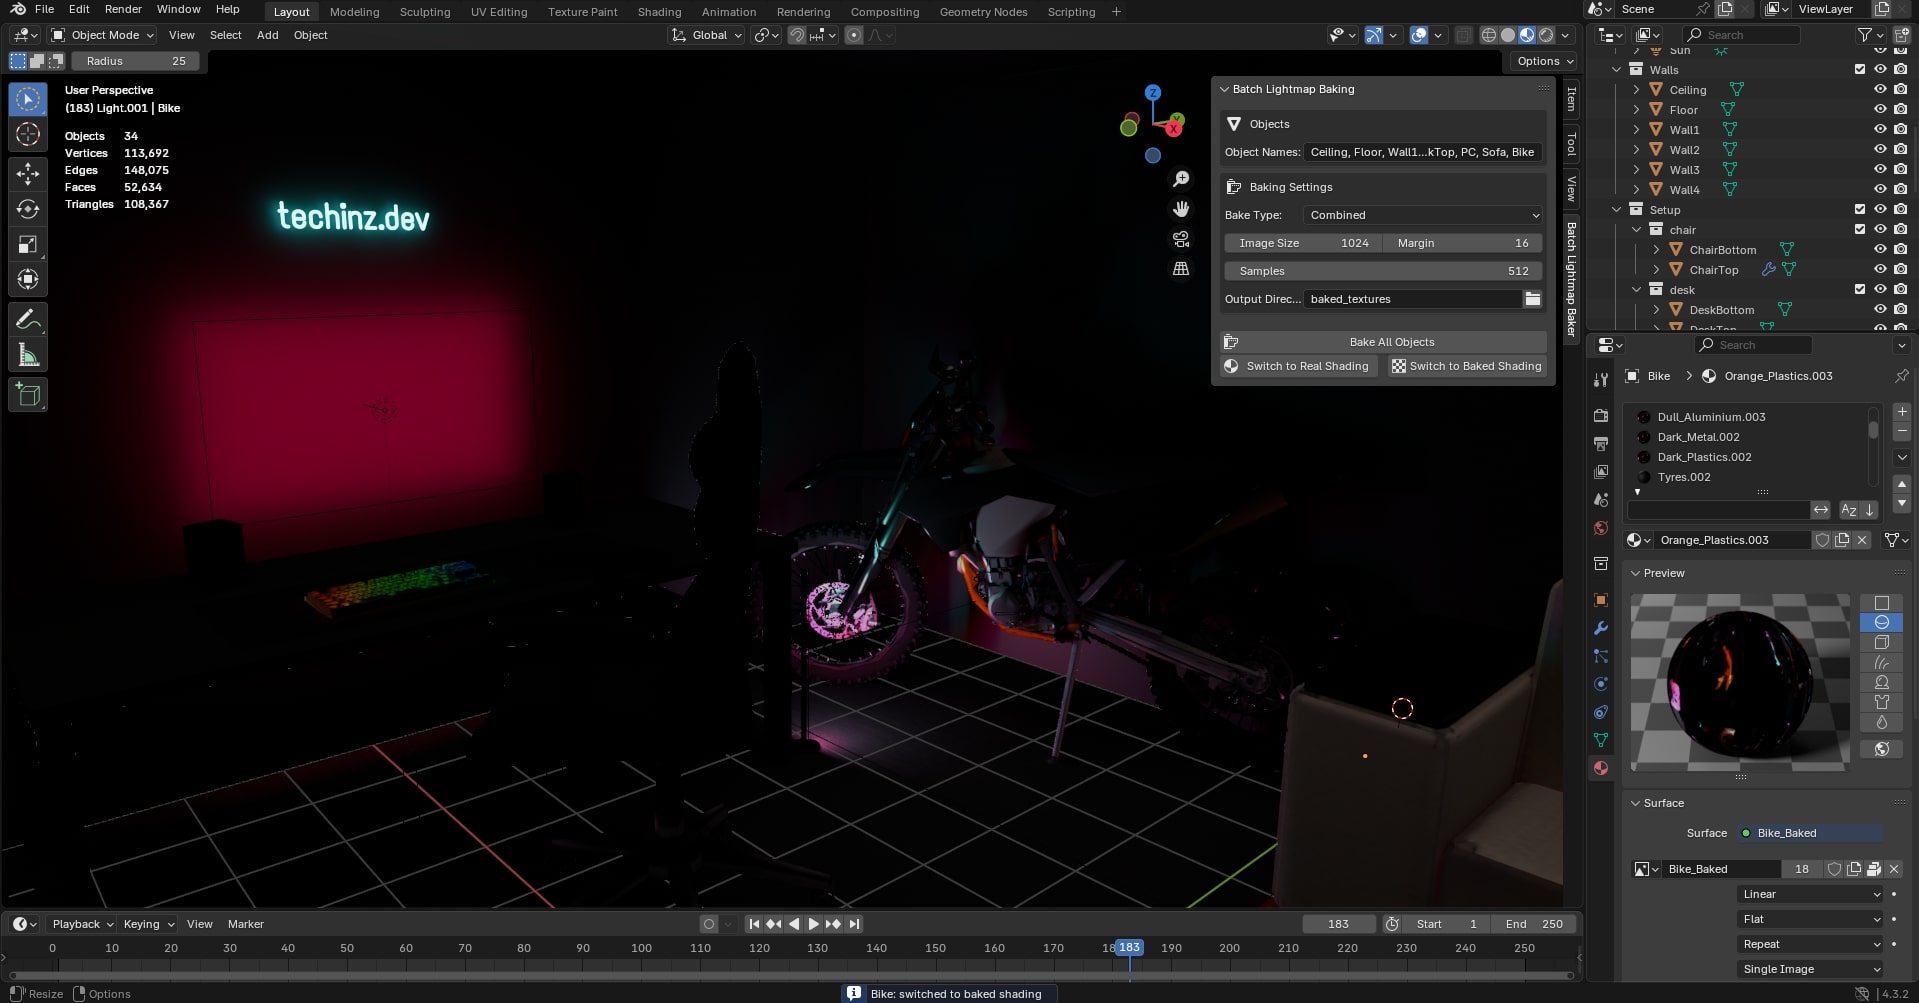 File Edit Render Window Help Layout Modeling Sculpting UV Editing Texture Paint Shading Animation Rendering Compositing Geometry Nodes Scripting + Scene ViewLayer
Object Mode View Select Add Object Global Search
Radius 25 Options
User Perspective
(183) Light.001 | Bike
Objects 34
Vertices 113,692
Edges 148,075
Faces 52,634
Triangles 108,367
techinz.dev
Z
Y
X
Batch Lightmap Baking
Objects
Object Names: Ceiling, Floor, Wall1...kTop, PC, Sofa, Bike
Baking Settings
Bake Type: Combined
Image Size 1024 Margin 16
Samples 512
Output Direc... baked_textures
Bake All Objects
Switch to Real Shading Switch to Baked Shading
Item
Tool
View
Batch Lightmap Baker
Sun
Walls
Ceiling
Floor
Wall1
Wall2
Wall3
Wall4
Setup
chair
ChairBottom
ChairTop
desk
DeskBottom
DeskTop
Search
Bike > Orange_Plastics.003
Dull_Aluminium.003
Dark_Metal.002
Dark_Plastics.002
Tyres.002
AZ
Orange_Plastics.003
Preview
Surface
Surface Bike_Baked
Bike_Baked 18
Linear
Flat
Repeat
Single Image
Playback Keying View Marker 183 Start 1 End 250
0 10 20 30 40 50 60 70 80 90 100 110 120 130 140 150 160 170 18 183 190 200 210 220 230 240 250
Resize Options Bike: switched to baked shading 4.3.2